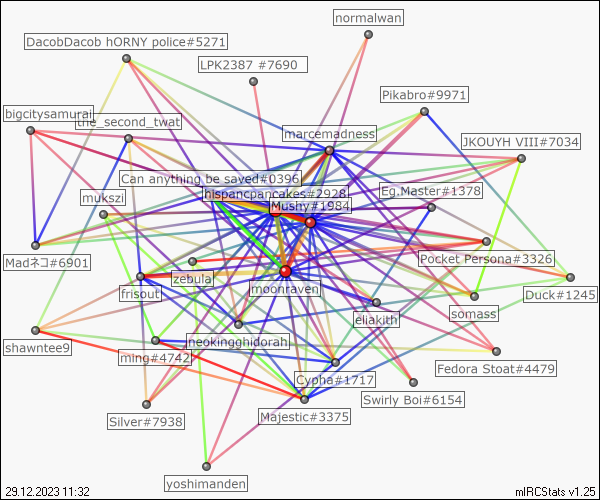 normalwan
DacobDacob hORNY police#5271
LPK2387 #7690
Pikabro#9971
bigcitysamurai
the_second_twat
marcemadness
JKOUYH VIII#7034
Can anything be saved#0396
hispancpancakes#2928
Eg.Master#1378
mukszi
Mushy#1984
Madネコ#6901
Pocket Persona#3326
zebula
frisout
moonraven
Duck#1245
somass
eliakith
shawntee9
neokingghidorah
ming#4742
Fedora Stoat#4479
Cypha#1717
Swirly Boi#6154
Silver#7938
Majestic#3375
yoshimanden
29.12.2023 11:32
mIRCStats v1.25